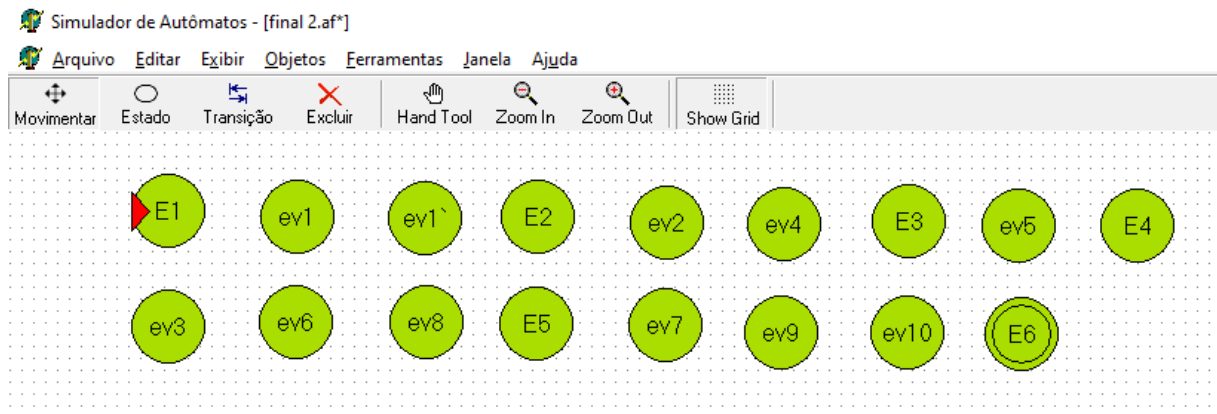 Simulador de Autômatos - [final 2.af*]
Arquivo Editar Exibir Objetos Ferramentas Janela Ajuda
Movimentar Estado Transição Excluir Hand Tool Zoom In Zoom Out Show Grid
E1 ev1 ev1` E2 ev2 ev4 E3 ev5 E4
ev3 ev6 ev8 E5 ev7 ev9 ev10 E6